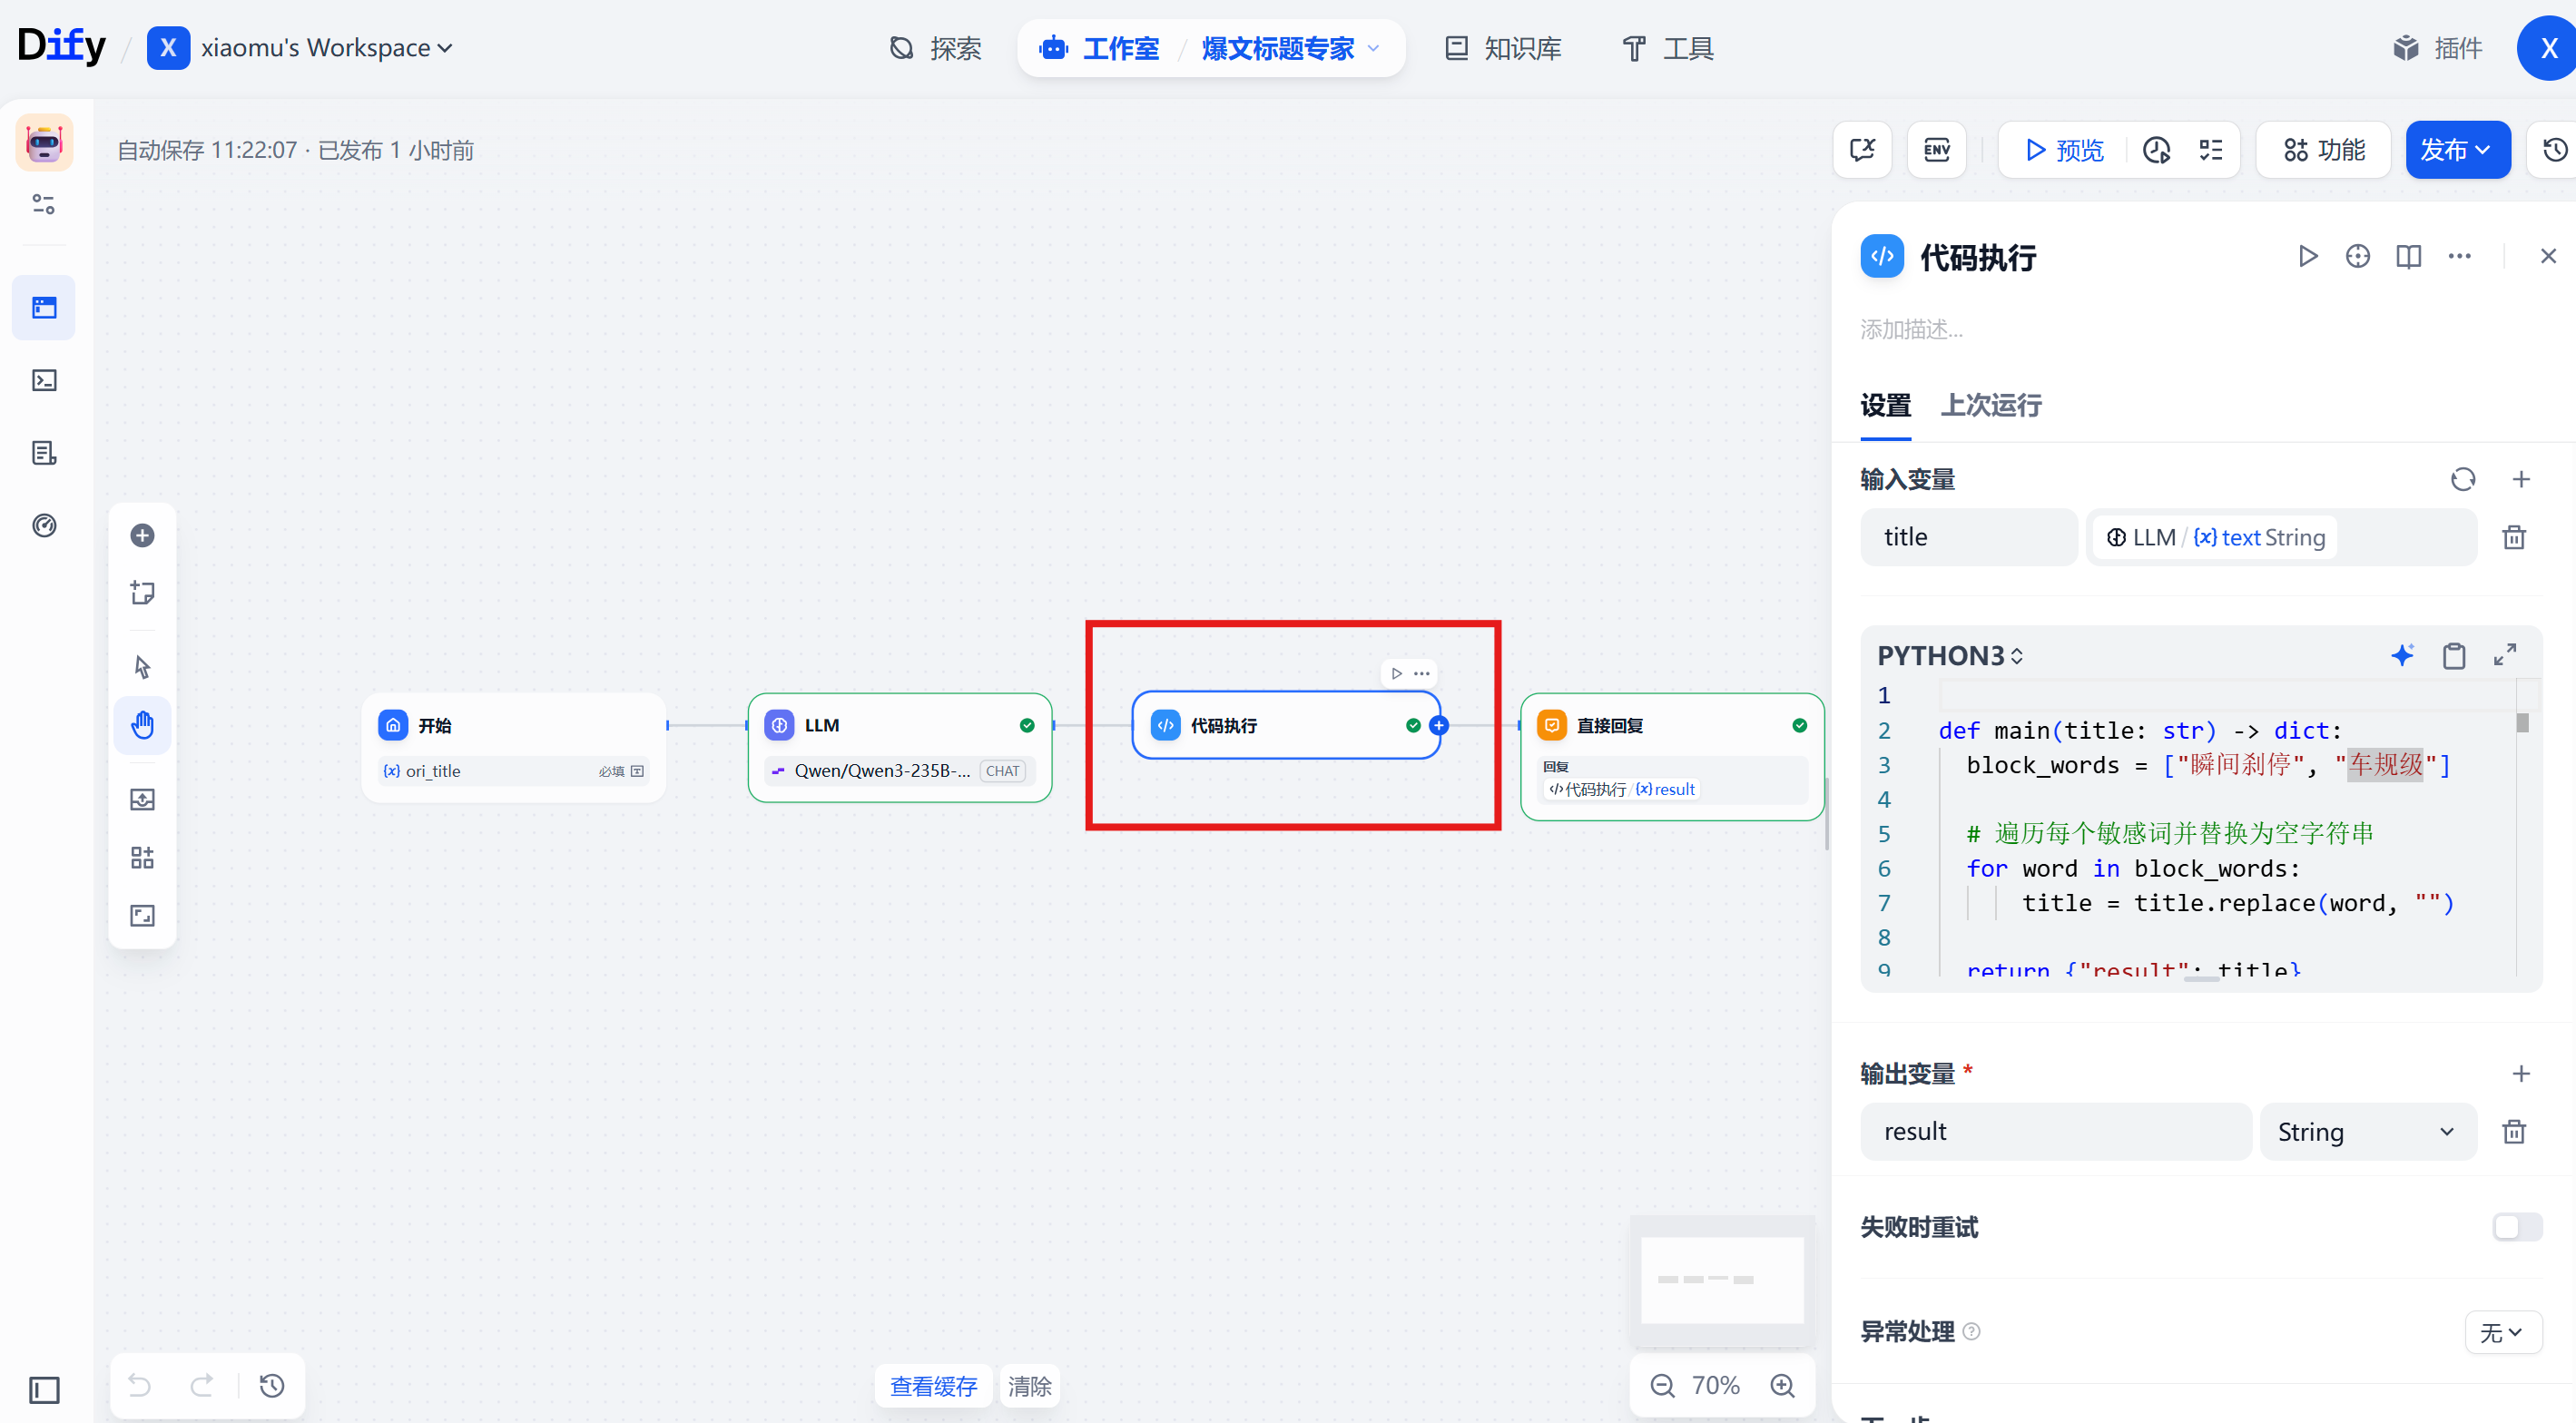 Dify / X xiaomu's Workspace 探索 工作室 / 爆文标题专家 知识库 工具 插件 X
自动保存 11:22:07 · 已发布 1 小时前
ENV 预览 功能 发布
代码执行
添加描述...
设置 上次运行
输入变量
title LLM / {x} text String
PYTHON3
1
2 def main(title: str) -> dict:
3 block_words = ["瞬间刹停", "车规级"]
4
5 # 遍历每个敏感词并替换为空字符串
6 for word in block_words:
7 title = title.replace(word, "")
8
9 return {"result": title}
输出变量 *
result String
失败时重试
异常处理 无
开始
{x} ori_title 必填
LLM
Qwen/Qwen3-235B-... CHAT
代码执行
直接回复
回复
代码执行 / {x} result
查看缓存 清除
70%